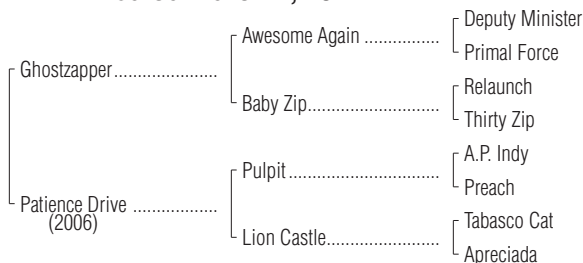 Ghostzapper......................
Patience Drive ..................
(2006)
Awesome Again ................
Baby Zip............................
Pulpit................................
Lion Castle........................
Deputy Minister
Primal Force
Relaunch
Thirty Zip
A.P. Indy
Preach
Tabasco Cat
Apreciada